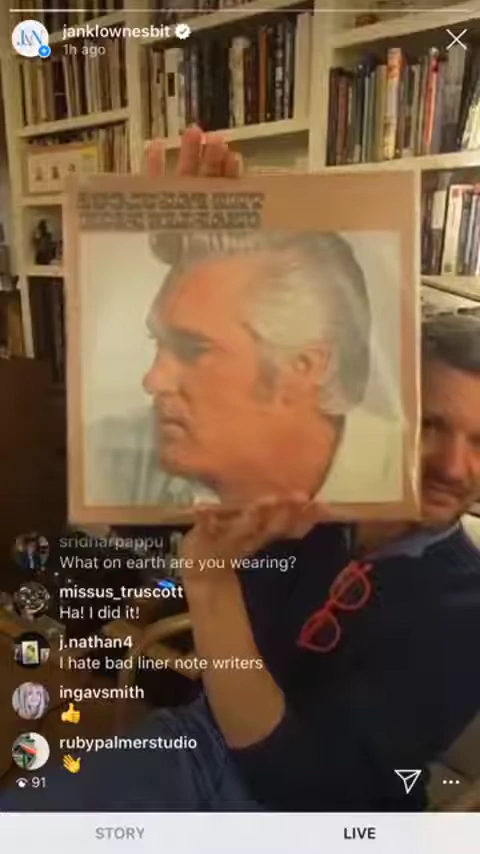 J&N
janklownesbit
1h ago
sridharpappu
What on earth are you wearing?
missus_truscott
Ha! I did it!
j.nathan4
I hate bad liner note writers
ingavsmith
👍
rubypalmerstudio
👋
91
STORY
LIVE